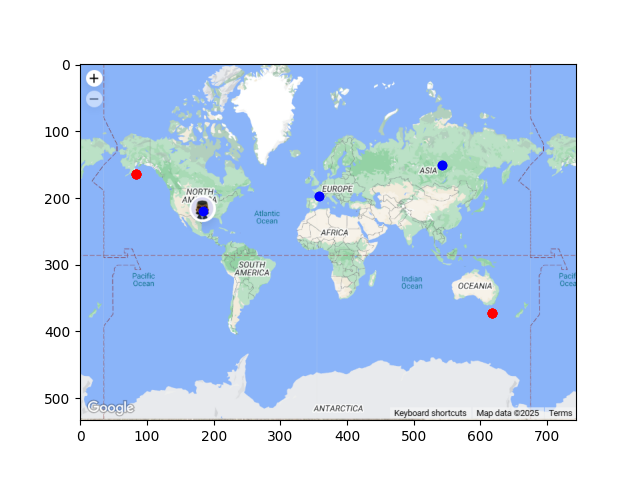 0
100
200
300
400
500
0 100 200 300 400 500 600 700
+
−
NORTH
AMERICA
Atlantic
Ocean
EUROPE
ASIA
AFRICA
SOUTH
AMERICA
Pacific
Ocean
Indian
Ocean
OCEANIA
Pacif
Ocea
ANTARCTICA
Google
Keyboard shortcuts Map data ©2025 Terms